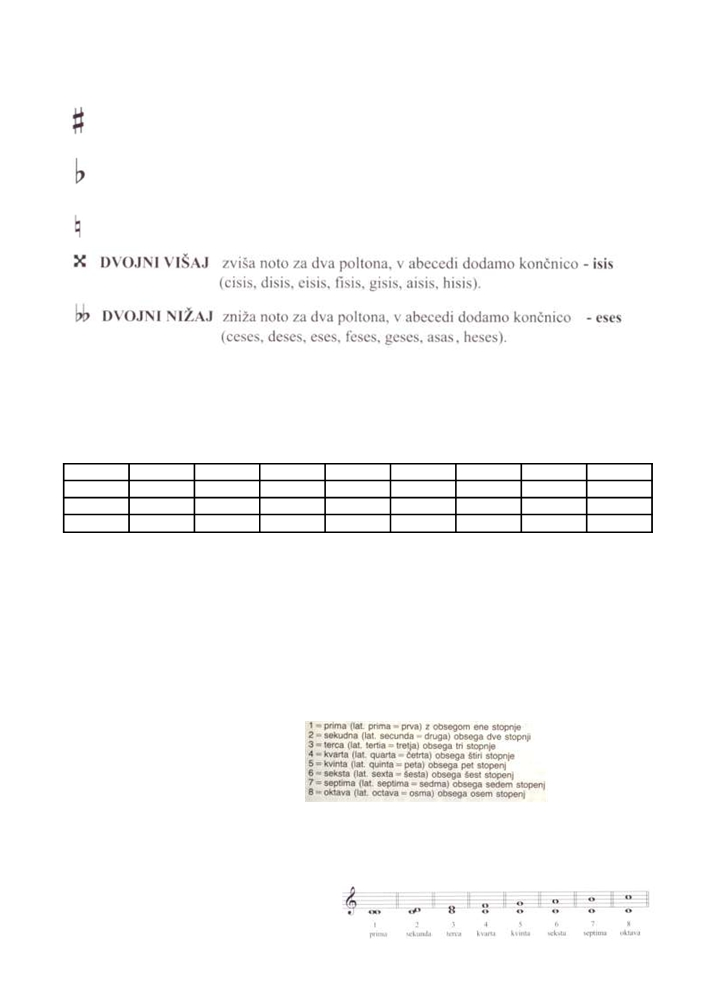 DVOJNI VIŠAJ zviša noto za dva poltona, v abecedi dodamo končnico - isis
(cisis, disis, eisis, fisis, gisis, aisis, hisis).
DVOJNI NIŽAJ zniža noto za dva poltona, v abecedi dodamo končnico - eses
(ceses, deses, eses, feses, geses, asas, heses).
1 = prima (lat. prima = prva) z obsegom ene stopnje
2 = sekudna (lat. secunda = druga) obsega dve stopnji
3 = terca (lat. tertia = tretja) obsega tri stopnje
4 = kvarta (lat. quarta = četrta) obsega štiri stopnje
5 = kvinta (lat. quinta = peta) obsega pet stopenj
6 = seksta (lat. sexta = šesta) obsega šest stopenj
7 = septima (lat. septima = sedma) obsega sedem stopenj
8 = oktava (lat. octava = osma) obsega osem stopenj
1 2 3 4 5 6 7 8
prima sekunda terca kvarta kvinta seksta septima oktava